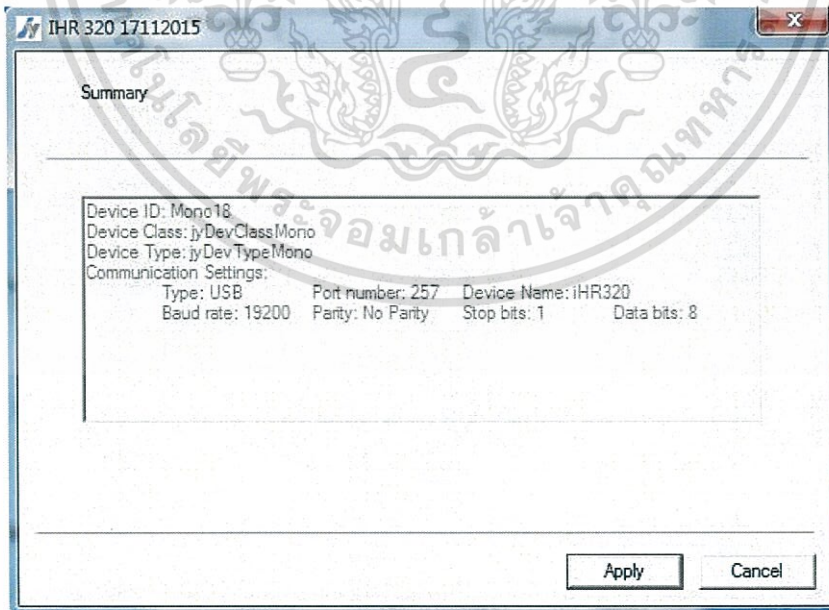 IHR 320 17112015
Summary
Device ID: Mono18
Device Class: jyDevClassMono
Device Type: jyDevTypeMono
Communication Settings:
Type: USB Port number: 257 Device Name: iHR320
Baud rate: 19200 Parity: No Parity Stop bits: 1 Data bits: 8
Apply Cancel